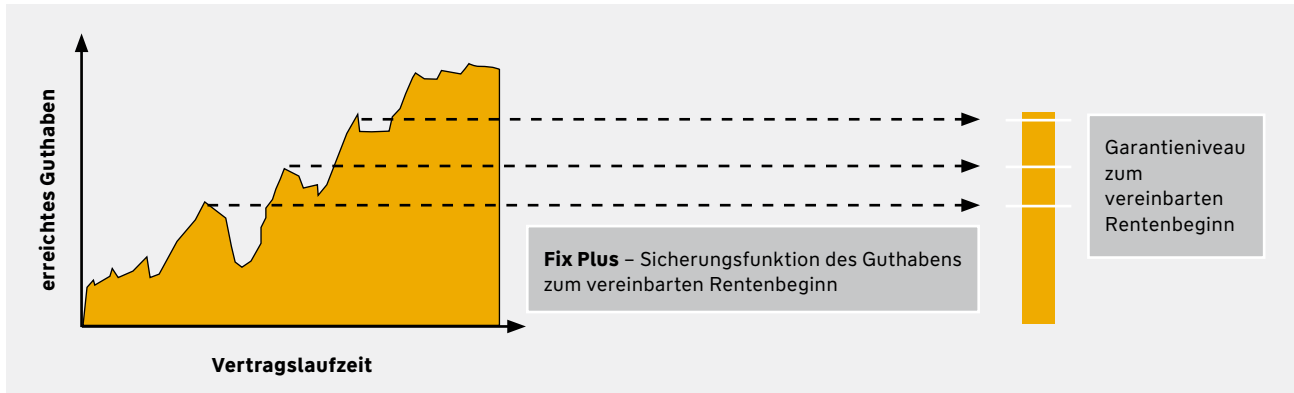 erreichtes Guthaben
Garantieniveau
zum
vereinbarten
Rentenbeginn
Fix Plus – Sicherungsfunktion des Guthabens
zum vereinbarten Rentenbeginn
Vertragslaufzeit